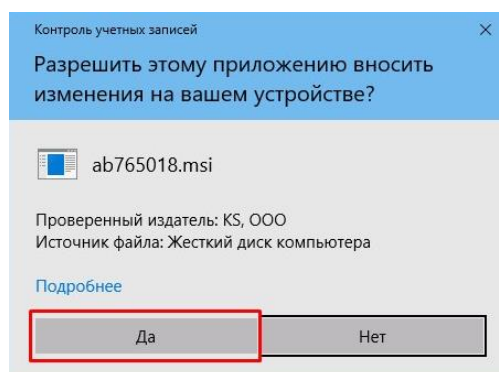 Контроль учетных записей
Разрешить этому приложению вносить
изменения на вашем устройстве?
ab765018.msi
Проверенный издатель: KS, ООО
Источник файла: Жесткий диск компьютера
Подробнее
Да
Нет